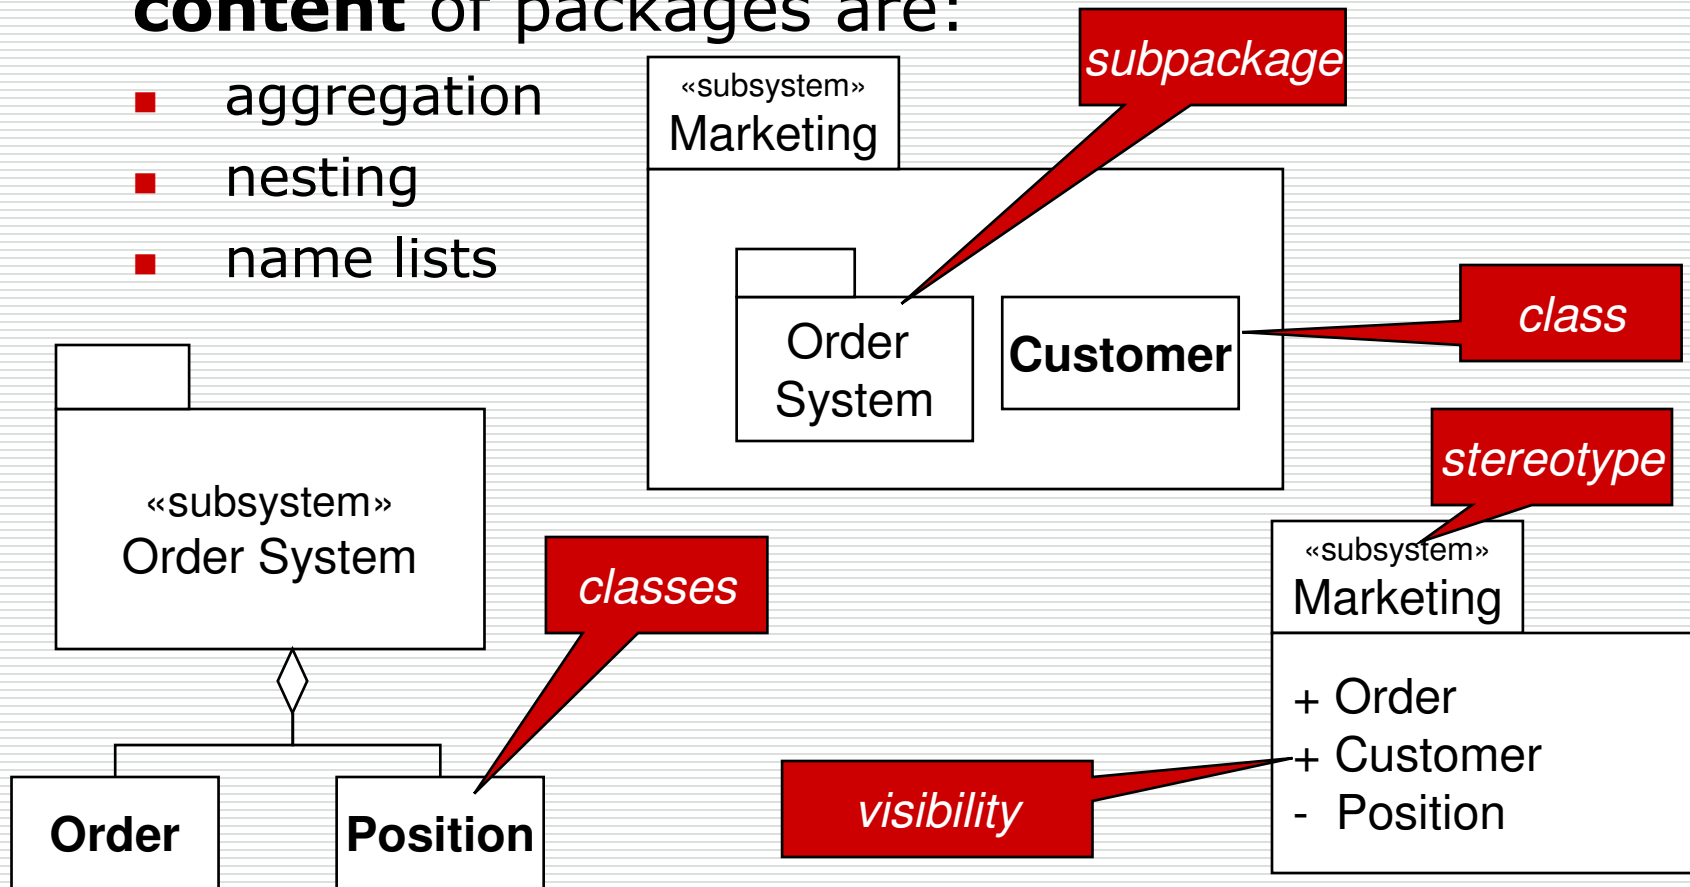 content of packages are:
aggregation
nesting
name lists
«subsystem»
Marketing
subpackage
Order
System
Customer
class
«subsystem»
Order System
classes
Order
Position
stereotype
«subsystem»
Marketing
+ Order
+ Customer
- Position
visibility